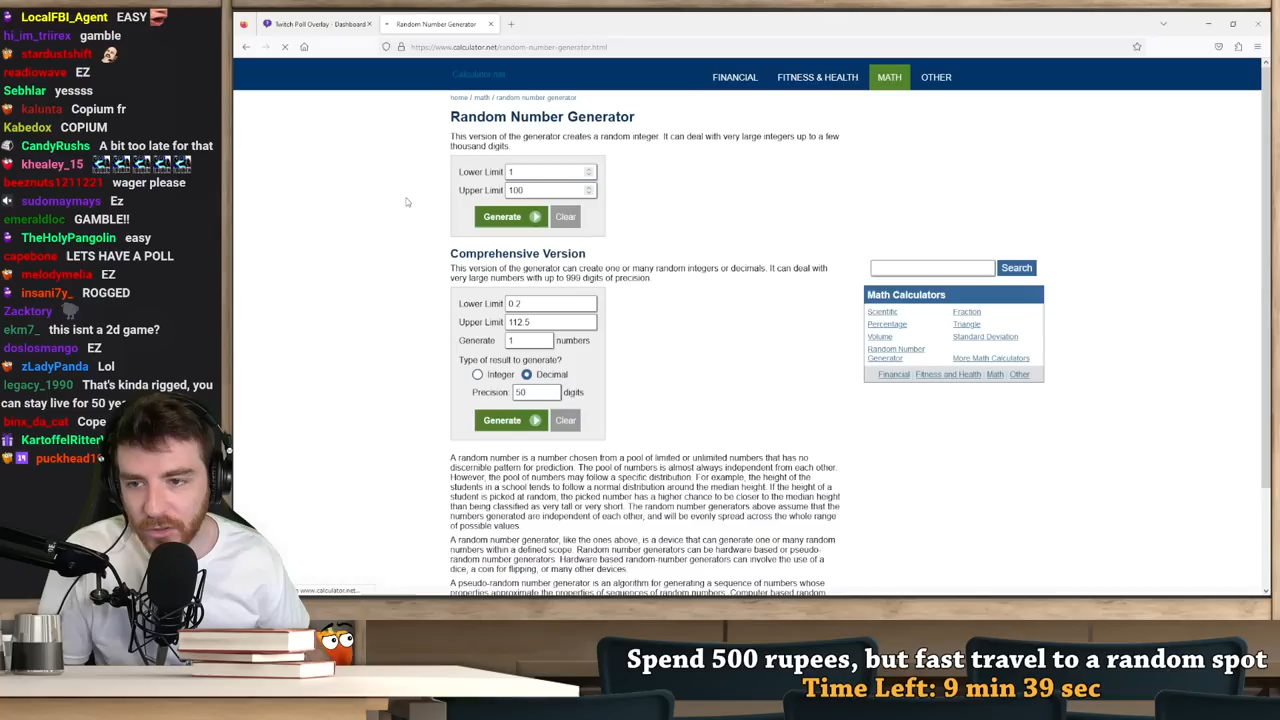 LocalFBI_Agent EASY
hi_im_triirex gamble
stardustshift
readiowave EZ
Sebhlar yessss
kaiunta Copium fr
Kabedox COPIUM
CandyRushs A bit too late for that
khealey_15
beeznuts1211221 wager please
sudomaymays Ez
emeraldloc GAMBLE!!
TheHolyPangolin easy
capebone LETS HAVE A POLL
melodymelia EZ
insani7y_ ROGGED
Zacktory
ekm7_ this isnt a 2d game?
doslosmango EZ
zLadyPanda Lol
legacy_1990 That's kinda rigged, you
can stay live for 50
binx_da_cat Cope
KartoffelRitter
puckhead1
Twitch Poll Overlay - Dashboard
Random Number Generator
https://www.calculator.net/random-number-generator.html
Calculator.net
FINANCIAL FITNESS & HEALTH MATH OTHER
home / math / random number generator
Random Number Generator
This version of the generator creates a random integer. It can deal with very large integers up to a few
thousand digits.
Lower Limit 1
Upper Limit 100
Generate Clear
Comprehensive Version
This version of the generator can create one or many random integers or decimals. It can deal with
very large numbers with up to 999 digits of precision.
Lower Limit 0.2
Upper Limit 112.5
Generate 1 numbers
Type of result to generate?
Integer Decimal
Precision: 50 digits
Generate Clear
Search
Math Calculators
Scientific Fraction
Percentage Triangle
Volume Standard Deviation
Random Number
Generator More Math Calculators
Financial Fitness and Health Math Other
A random number is a number chosen from a pool of limited or unlimited numbers that has no
discernible pattern for prediction. The pool of numbers is almost always independent from each other.
However, the pool of numbers may follow a specific distribution. For example, the height of the
students in a school tends to follow a normal distribution around the median height. If the height of a
student is picked at random, the picked number has a higher chance to be closer to the median height
than being classified as very tall or very short. The random number generators above assume that the
numbers generated are independent of each other, and will be evenly spread across the whole range
of possible values.
A random number generator, like the ones above, is a device that can generate one or many random
numbers within a defined scope. Random number generators can be hardware based or pseudo-
random number generators. Hardware based random-number generators can involve the use of a
dice, a coin for flipping, or many other devices.
A pseudo-random number generator is an algorithm for generating a sequence of numbers whose
properties approximate the properties of sequences of random numbers. Computer based random
www.calculator.net...
Spend 500 rupees, but fast travel to a random spot
Time Left: 9 min 39 sec